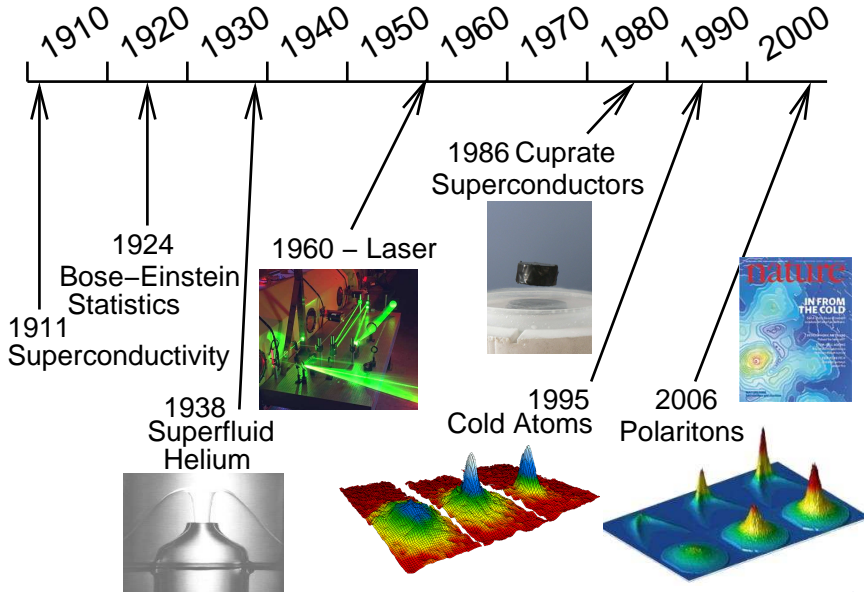 1910 1920 1930 1940 1950 1960 1970 1980 1990 2000
1986 Cuprate
Superconductors
1924
Bose–Einstein
Statistics
1960 – Laser
1911
Superconductivity
nature
IN FROM
THE COLD
1938
Superfluid
Helium
1995
Cold Atoms
2006
Polaritons